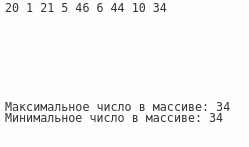 20 1 21 5 46 6 44 10 34
Максимальное число в массиве: 34
Минимальное число в массиве: 34